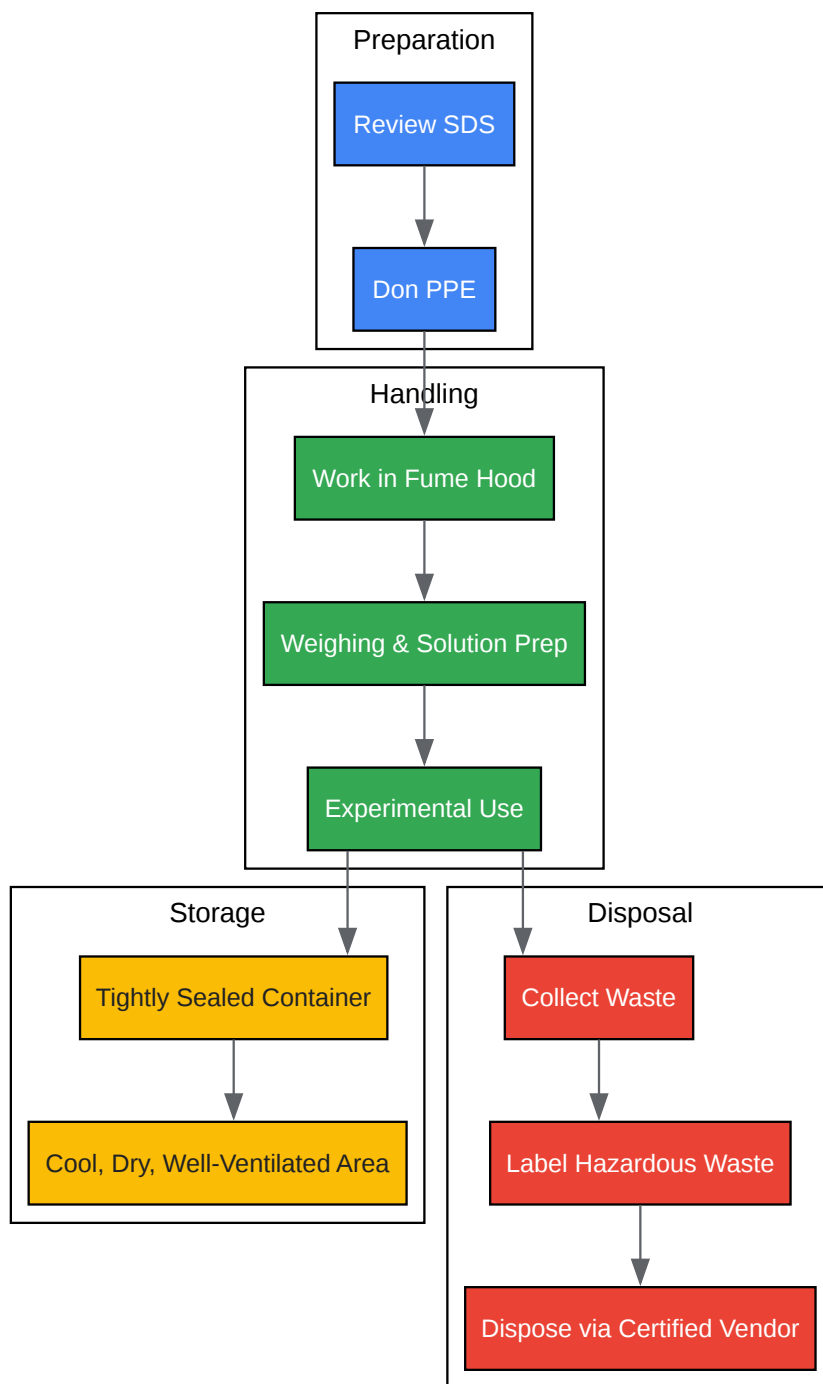 Preparation
Review SDS
Don PPE
Handling
Work in Fume Hood
Weighing & Solution Prep
Experimental Use
Storage
Tightly Sealed Container
Cool, Dry, Well-Ventilated Area
Disposal
Collect Waste
Label Hazardous Waste
Dispose via Certified Vendor